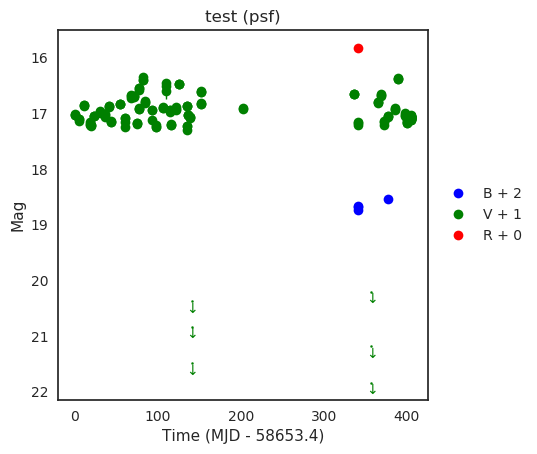 test (psf)
Mag
16
17
18
19
20
21
22
0
100
200
300
400
Time (MJD - 58653.4)
B + 2
V + 1
R + 0